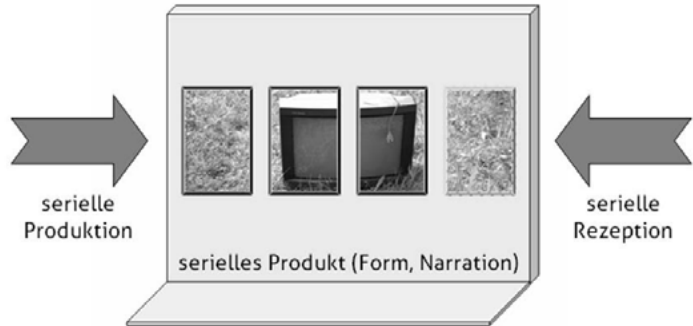 serielle
Produktion
serielles Produkt (Form, Narration)
serielle
Rezeption